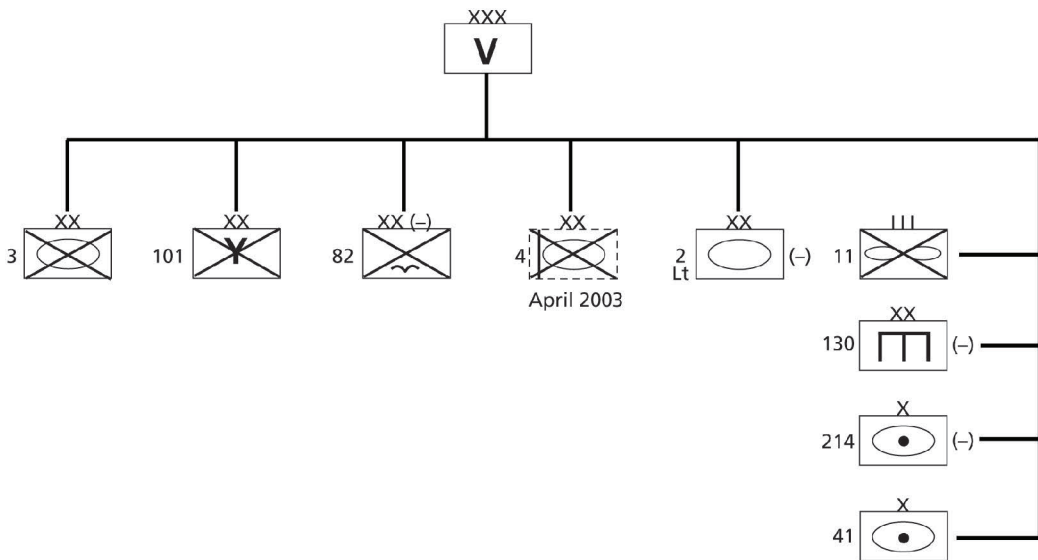 XXX
V
XX
3
XX
101
Y
XX (–)
82
XX
4
April 2003
XX
2
Lt
(–)
III
11
XX
130
(–)
X
214
(–)
X
41